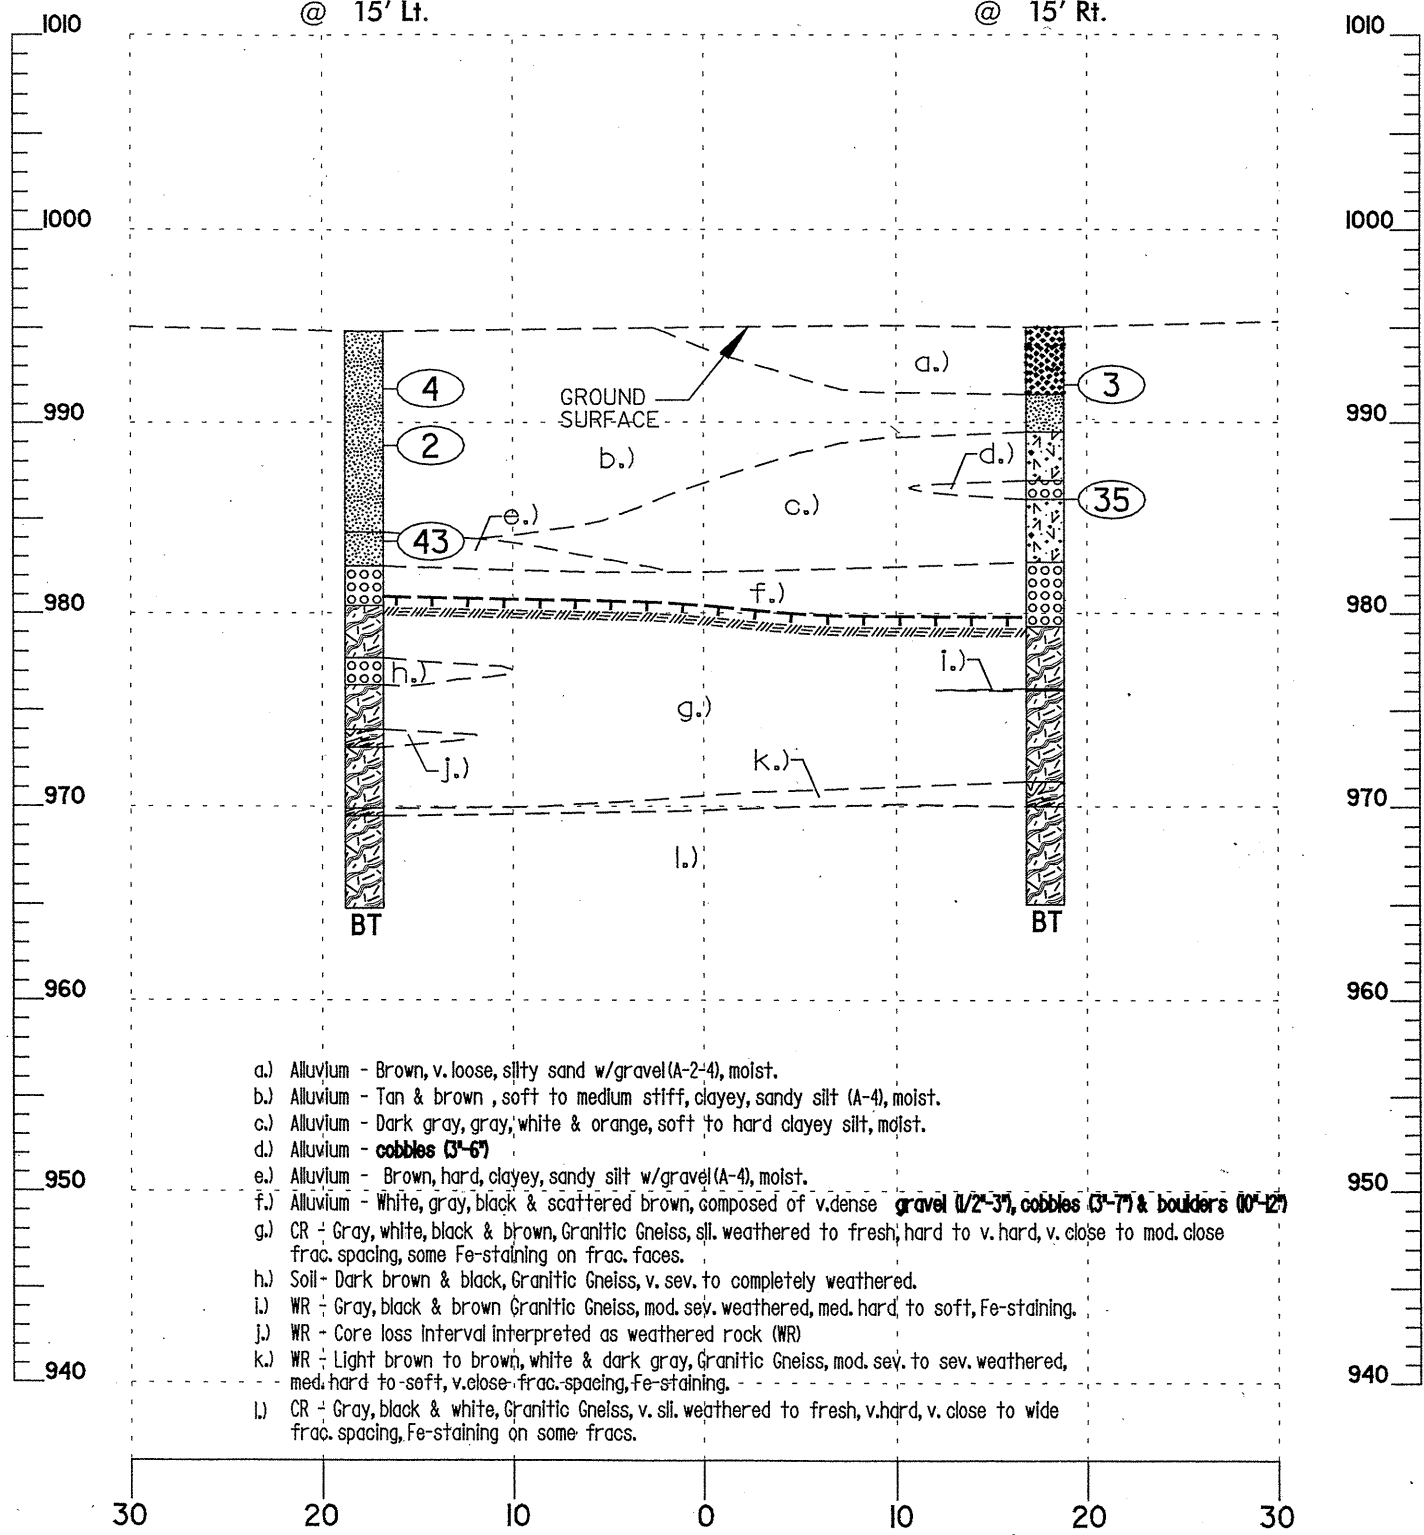 @ 15' Lt.
@ 15' Rt.
1010
1010
1000
1000
a.)
4
3
GROUND
SURFACE
990
990
2
b.)
d.)
c.)
35
e.)
43
f.)
980
980
h.)
i.)
g.)
k.)
j.)
970
970
l.)
BT
BT
960
960
a.) Alluvium - Brown, v. loose, silty sand w/gravel (A-2-4), moist.
b.) Alluvium - Tan & brown , soft to medium stiff, clayey, sandy silt (A-4), moist.
c.) Alluvium - Dark gray, gray, white & orange, soft to hard clayey silt, moist.
d.) Alluvium - cobbles (3"-6")
e.) Alluvium - Brown, hard, clayey, sandy silt w/gravel (A-4), moist.
950
950
f.) Alluvium - White, gray, black & scattered brown, composed of v.dense gravel (1/2"-3"), cobbles (3"-7") & boulders (10"-12")
g.) CR - Gray, white, black & brown, Granitic Gneiss, sli. weathered to fresh, hard to v. hard, v. close to mod. close
frac. spacing, some Fe-staining on frac. faces.
h.) Soil - Dark brown & black, Granitic Gneiss, v. sev. to completely weathered.
i.) WR - Gray, black & brown Granitic Gneiss, mod. sev. weathered, med. hard to soft, Fe-staining.
j.) WR - Core loss interval interpreted as weathered rock (WR)
k.) WR - Light brown to brown, white & dark gray, Granitic Gneiss, mod. sev. to sev. weathered,
med. hard to soft, v.close frac. spacing, Fe-staining.
940
940
l.) CR - Gray, black & white, Granitic Gneiss, v. sli. weathered to fresh, v.hard, v. close to wide
frac. spacing, Fe-staining on some fracs.
30 20 10 0 10 20 30